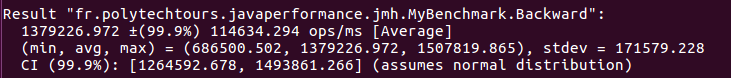 Result "fr.polytechtours.javaperformance.jmh.MyBenchmark.Backward":
1379226.972 ±(99.9%) 114634.294 ops/ms [Average]
(min, avg, max) = (686500.502, 1379226.972, 1507819.865), stdev = 171579.228
CI (99.9%): [1264592.678, 1493861.266] (assumes normal distribution)